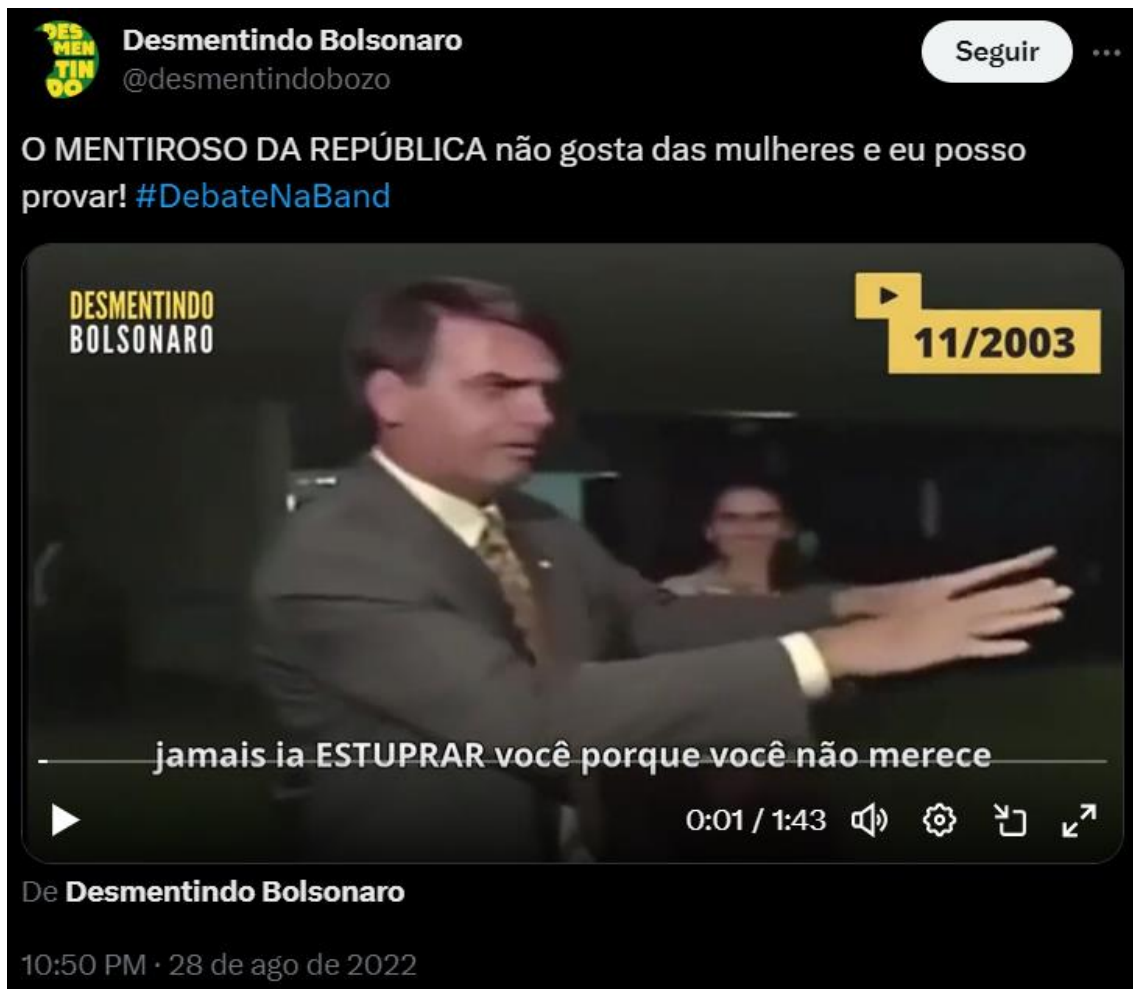 DES
MEN
TIN
DO
Desmentindo Bolsonaro
@desmentindobozo
Seguir
O MENTIROSO DA REPÚBLICA não gosta das mulheres e eu posso
provar! #DebateNaBand
DESMENTINDO
BOLSONARO
11/2003
jamais ia ESTUPRAR você porque você não merece
0:01 / 1:43
De Desmentindo Bolsonaro
10:50 PM · 28 de ago de 2022